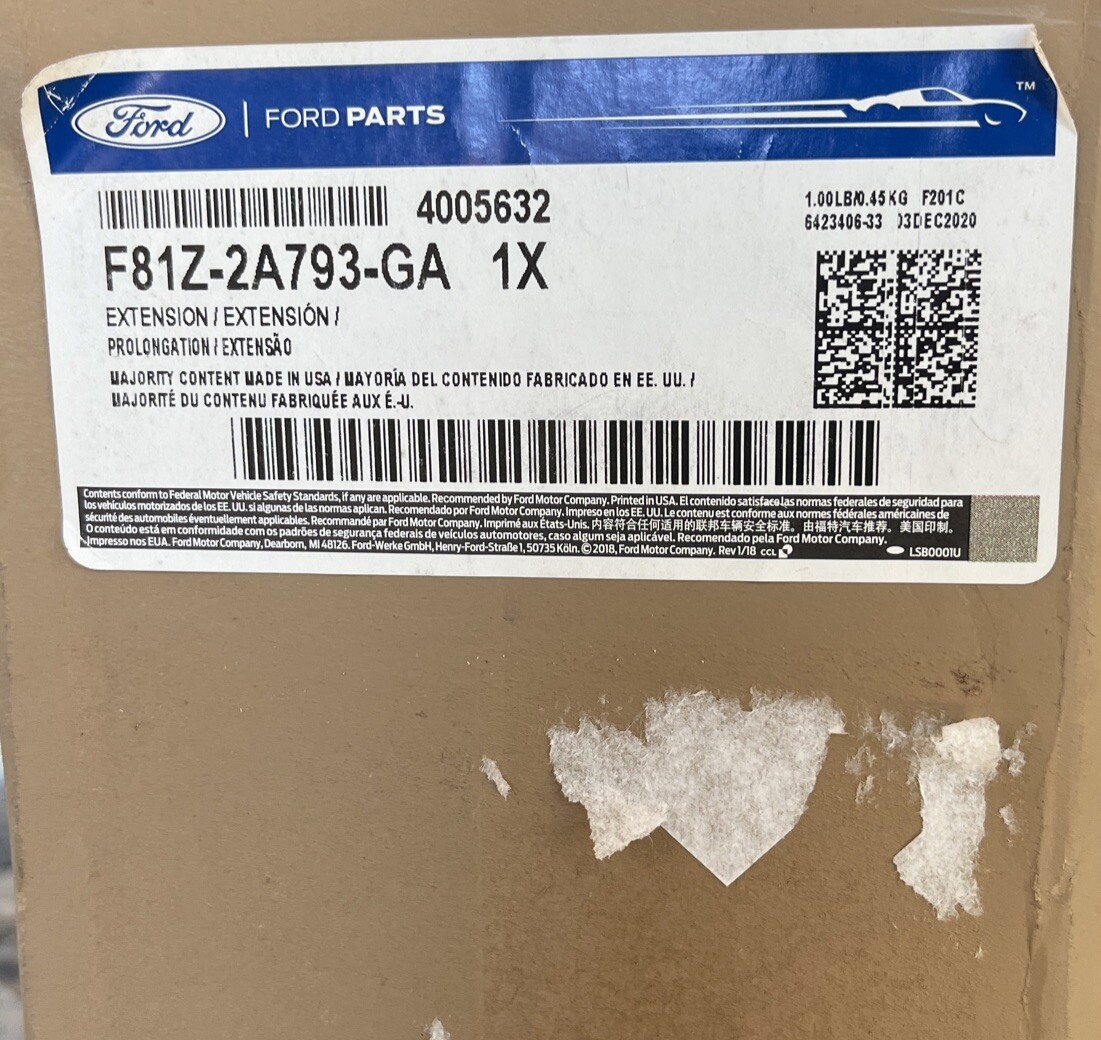 Ford | FORD PARTS
TM
4005632
F81Z-2A793-GA 1X
1.00LB/0.45KG F201C
6423406-33 03DEC2020
EXTENSION / EXTENSIÓN /
PROLONGATION / EXTENSÃO
MAJORITY CONTENT MADE IN USA / MAYORÍA DEL CONTENIDO FABRICADO EN EE. UU. /
MAJORITÉ DU CONTENU FABRIQUÉE AUX É.-U.
Contents conform to Federal Motor Vehicle Safety Standards, if any are applicable. Recommended by Ford Motor Company. Printed in USA. El contenido satisface las normas federales de seguridad para
los vehículos motorizados de los EE. UU. si algunas de las normas aplican. Recomendado por Ford Motor Company. Impreso en los EE. UU. Le contenu est conforme aux normes fédérales américaines de
sécurité des automobiles éventuellement applicables. Recommandé par Ford Motor Company. Imprimé aux États-Unis. 内容符合任何适用的联邦车辆安全标准。由福特汽车推荐。美国印制。
O conteúdo está em conformidade com os padrões de segurança federais de veículos automotores, caso algum seja aplicável. Recomendado pela Ford Motor Company.
Impresso nos EUA. Ford Motor Company, Dearborn, MI 48126. Ford-Werke GmbH, Henry-Ford-Straße 1, 50735 Köln. ©2018, Ford Motor Company. Rev 1/18 CCL
LSB0001U